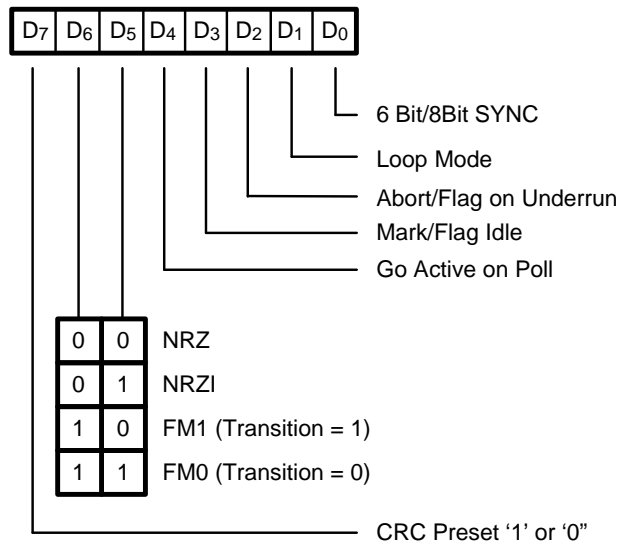 D7 D6 D5 D4 D3 D2 D1 D0
6 Bit/8Bit SYNC
Loop Mode
Abort/Flag on Underrun
Mark/Flag Idle
Go Active on Poll
0 0 NRZ
0 1 NRZI
1 0 FM1 (Transition = 1)
1 1 FM0 (Transition = 0)
CRC Preset ‘1’ or ‘0”